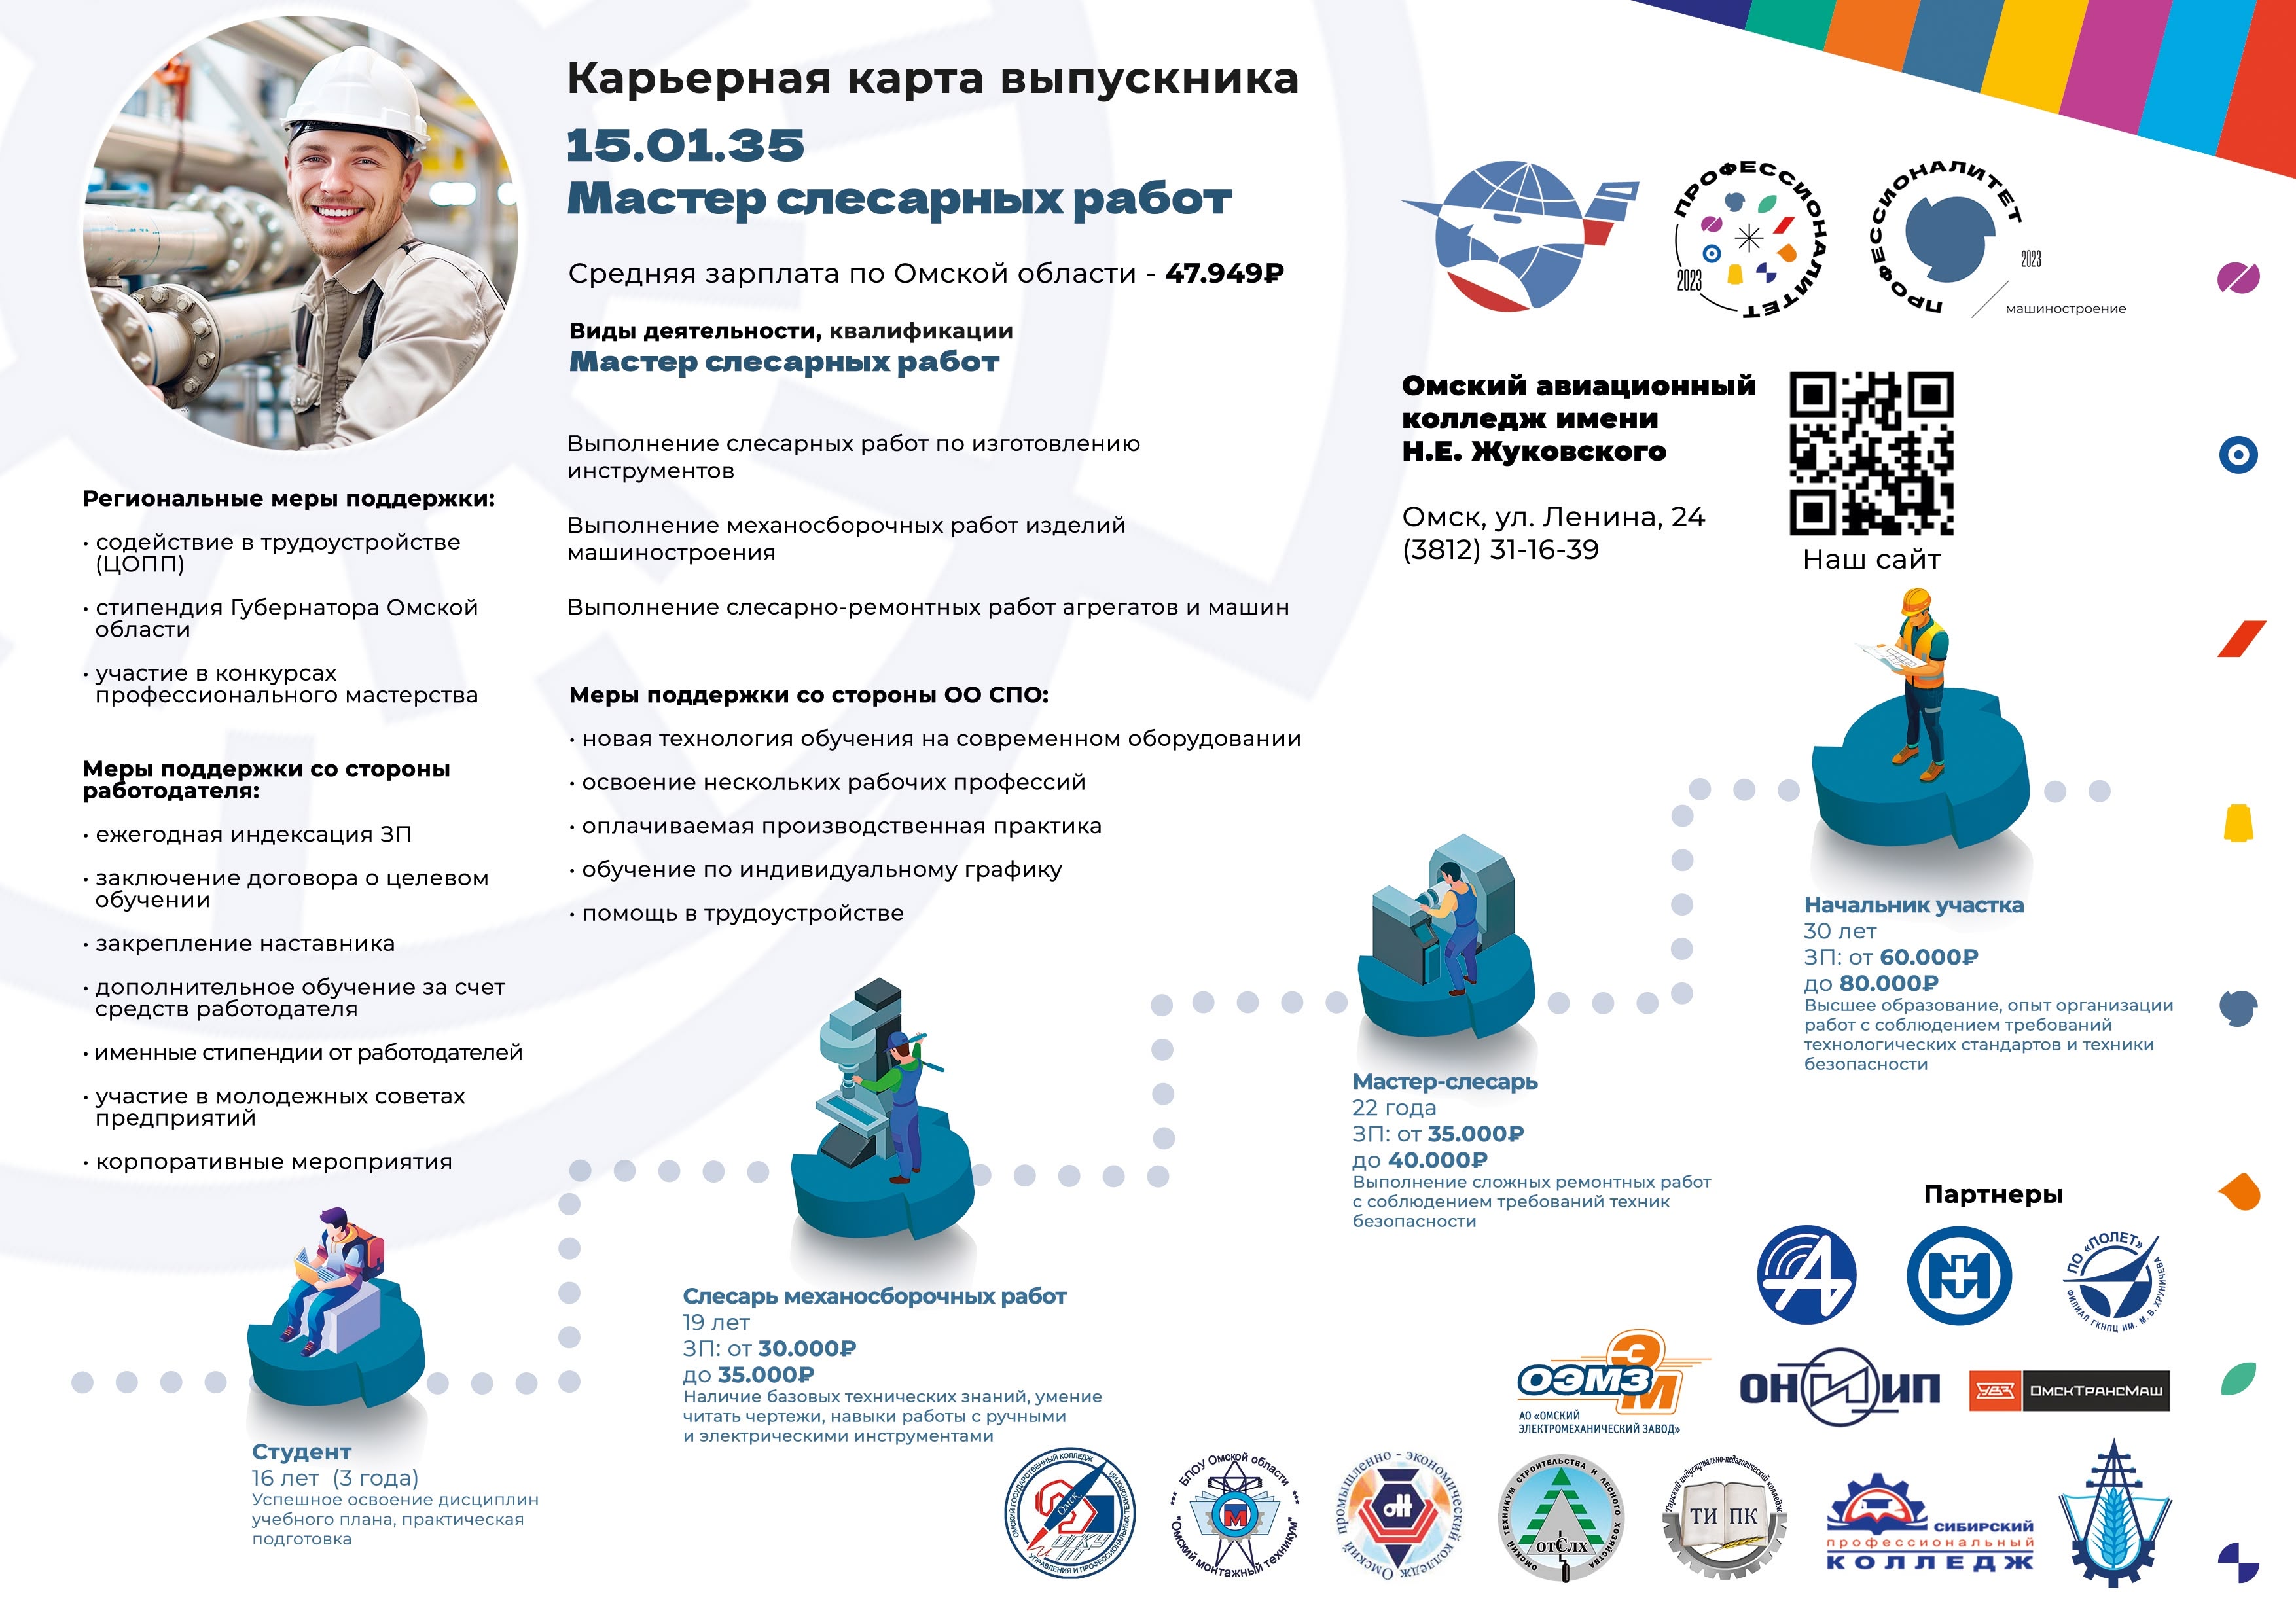 Карьерная карта выпускника
15.01.35
Мастер слесарных работ
Средняя зарплата по Омской области - 47.949₽
Виды деятельности, квалификации
Мастер слесарных работ
Выполнение слесарных работ по изготовлению
инструментов
Выполнение механосборочных работ изделий
машиностроения
Выполнение слесарно-ремонтных работ агрегатов и машин
Региональные меры поддержки:
• содействие в трудоустройстве
(ЦОПП)
• стипендия Губернатора Омской
области
• участие в конкурсах
профессионального мастерства
Меры поддержки со стороны
работодателя:
• ежегодная индексация ЗП
• заключение договора о целевом
обучении
• закрепление наставника
• дополнительное обучение за счет
средств работодателя
• именные стипендии от работодателей
• участие в молодежных советах
предприятий
• корпоративные мероприятия
Меры поддержки со стороны ОО СПО:
• новая технология обучения на современном оборудовании
• освоение нескольких рабочих профессий
• оплачиваемая производственная практика
• обучение по индивидуальному графику
• помощь в трудоустройстве
ПРОФЕССИОНАЛИТЕТ
2023
ПРОФЕССИОНАЛИТЕТ
2023
машиностроение
Омский авиационный
колледж имени
Н.Е. Жуковского
Омск, ул. Ленина, 24
(3812) 31-16-39
Наш сайт
Студент
16 лет (3 года)
Успешное освоение дисциплин
учебного плана, практическая
подготовка
Слесарь механосборочных работ
19 лет
ЗП: от 30.000₽
до 35.000₽
Наличие базовых технических знаний, умение
читать чертежи, навыки работы с ручными
и электрическими инструментами
Мастер-слесарь
22 года
ЗП: от 35.000₽
до 40.000₽
Выполнение сложных ремонтных работ
с соблюдением требований техник
безопасности
Начальник участка
30 лет
ЗП: от 60.000₽
до 80.000₽
Высшее образование, опыт организации
работ с соблюдением требований
технологических стандартов и техники
безопасности
Партнеры
ПО «ПОЛЕТ»
ФИЛИАЛ ГКНПЦ ИМ. М. В. ХРУНИЧЕВА
ОЭМЗ
ЭМ
АО «ОМСКИЙ
ЭЛЕКТРОМЕХАНИЧЕСКИЙ ЗАВОД»
ОНИИП
УВЗ ОМСКТРАНСМАШ
ОМСКИЙ ГОСУДАРСТВЕННЫЙ КОЛЛЕДЖ
УПРАВЛЕНИЯ И ПРОФЕССИОНАЛЬНЫХ ТЕХНОЛОГИЙ
Омск
*** БПОУ Омской области ***
М
"Омский монтажный техникум"
Омский промышленно - экономический колледж
ОМСКИЙ ТЕХНИКУМ СТРОИТЕЛЬСТВА И ЛЕСНОГО ХОЗЯЙСТВА
отСлх
Тарский индустриально-педагогический колледж
ТИ ПК
СИБИРСКИЙ
профессиональный
КОЛЛЕДЖ